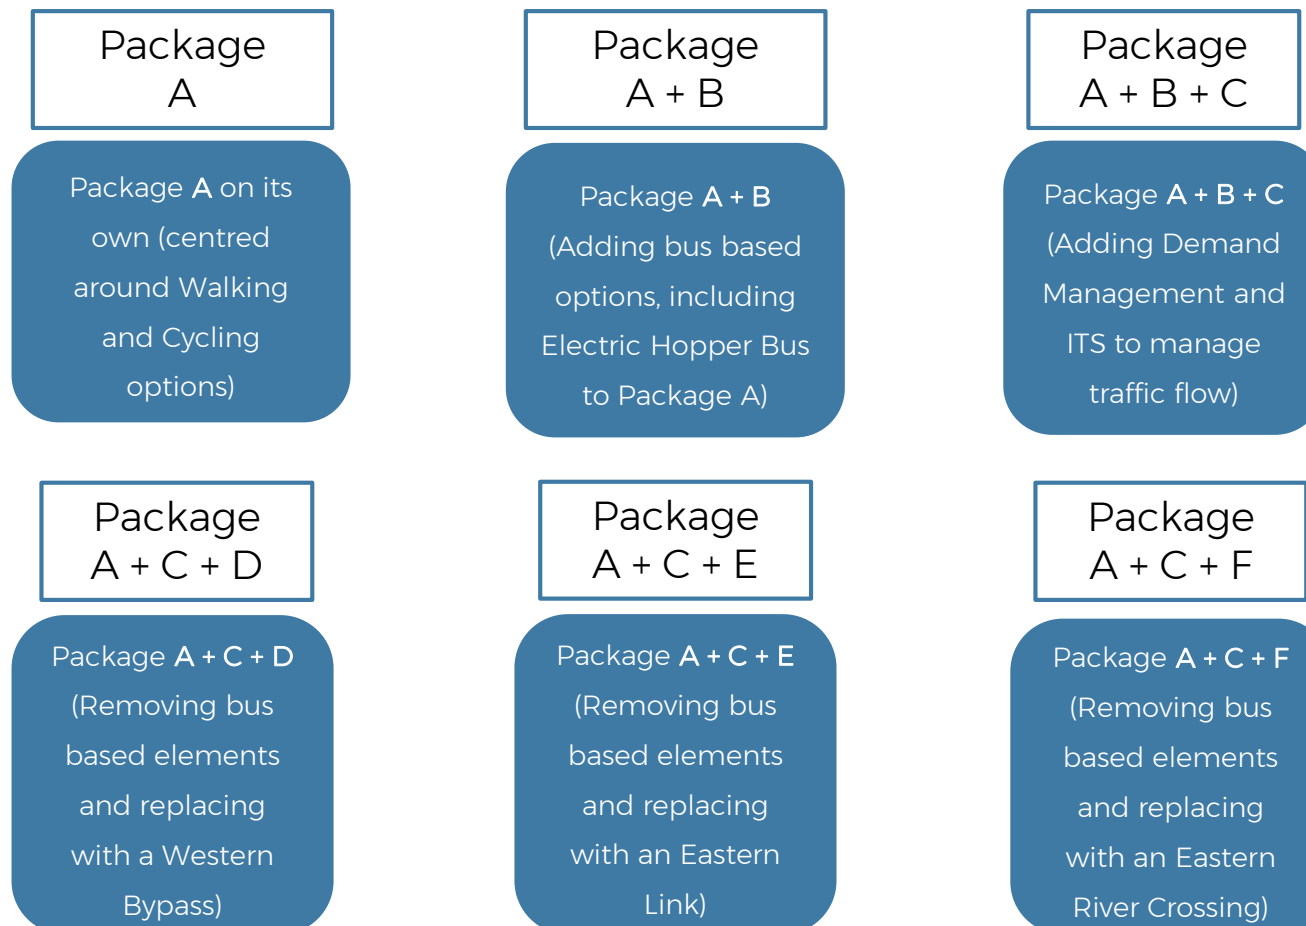 Package
A
Package A on its
own (centred
around Walking
and Cycling
options)
Package
A + B
Package A + B
(Adding bus based
options, including
Electric Hopper Bus
to Package A)
Package
A + B + C
Package A + B + C
(Adding Demand
Management and
ITS to manage
traffic flow)
Package
A + C + D
Package A + C + D
(Removing bus
based elements
and replacing
with a Western
Bypass)
Package
A + C + E
Package A + C + E
(Removing bus
based elements
and replacing
with an Eastern
Link)
Package
A + C + F
Package A + C + F
(Removing bus
based elements
and replacing
with an Eastern
River Crossing)